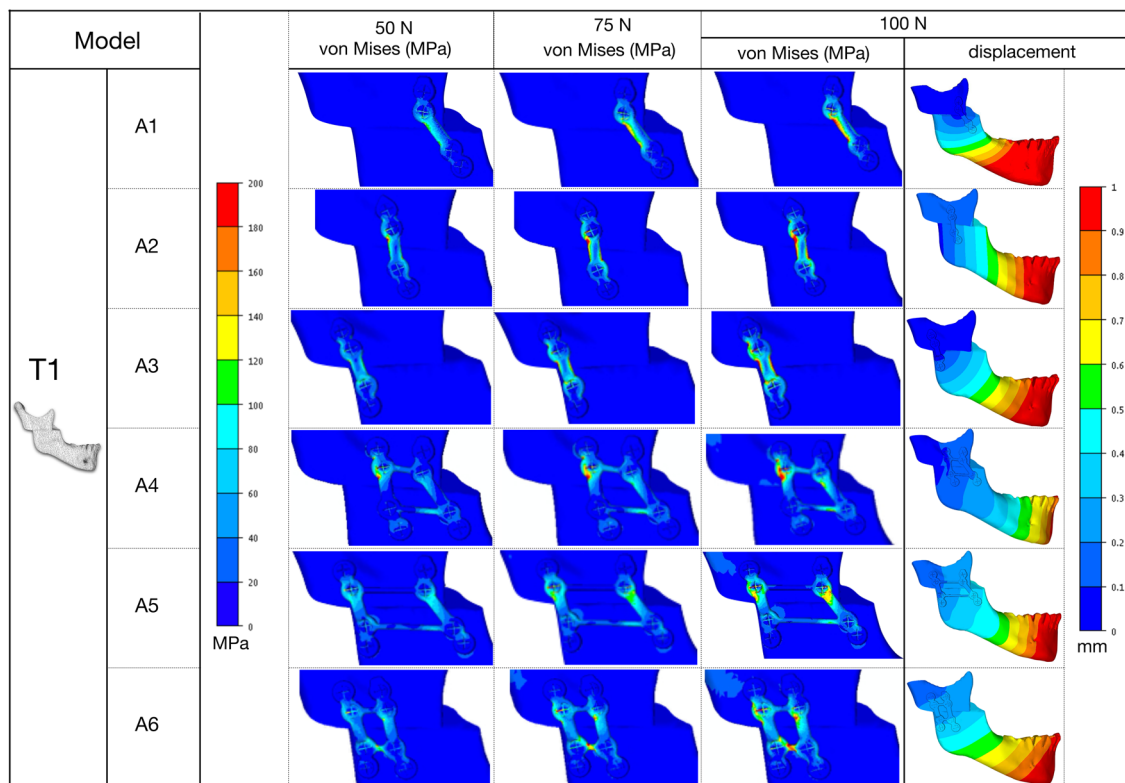 Model
50 N
von Mises (MPa)
75 N
von Mises (MPa)
100 N
von Mises (MPa)
displacement
T1
A1
A2
A3
A4
A5
A6
200
180
160
140
120
100
80
60
40
20
0
MPa
1
0.9
0.8
0.7
0.6
0.5
0.4
0.3
0.2
0.1
0
mm